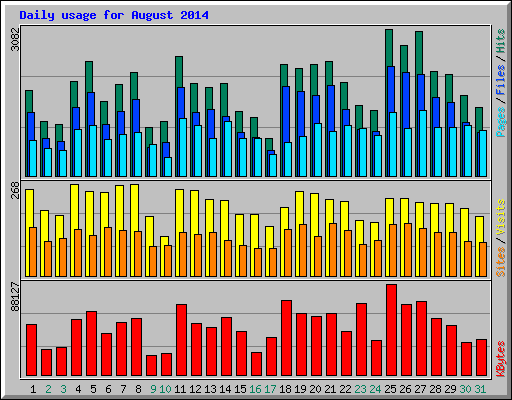 Daily usage for August 2014
3082
Pages / Files / Hits
268
Sites / Visits
88127
KBytes
1 2 3 4 5 6 7 8 9 10 11 12 13 14 15 16 17 18 19 20 21 22 23 24 25 26 27 28 29 30 31